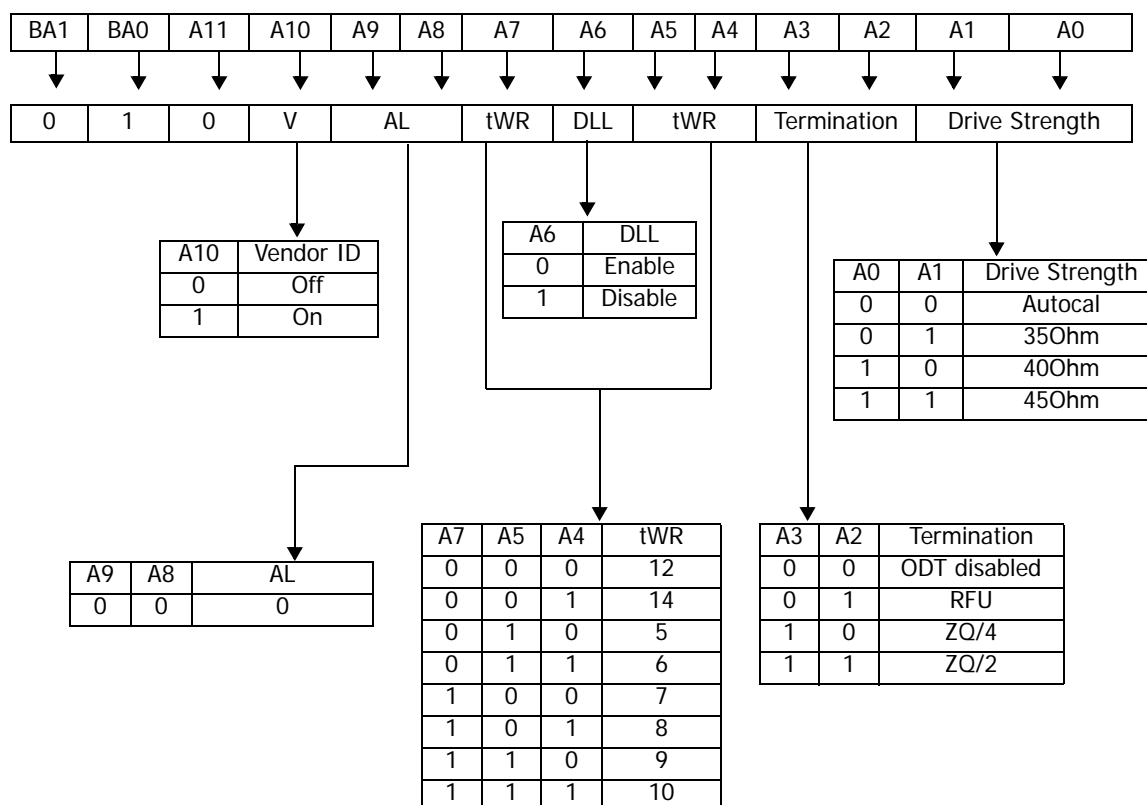 BA1 BA0 A11 A10 A9 A8 A7 A6 A5 A4 A3 A2 A1 A0
0 1 0 V AL tWR DLL tWR Termination Drive Strength
A10 Vendor ID
0 Off
1 On
A6 DLL
0 Enable
1 Disable
A0 A1 Drive Strength
0 0 Autocal
0 1 35Ohm
1 0 40Ohm
1 1 45Ohm
A9 A8 AL
0 0 0
A7 A5 A4 tWR
0 0 0 12
0 0 1 14
0 1 0 5
0 1 1 6
1 0 0 7
1 0 1 8
1 1 0 9
1 1 1 10
A3 A2 Termination
0 0 ODT disabled
0 1 RFU
1 0 ZQ/4
1 1 ZQ/2